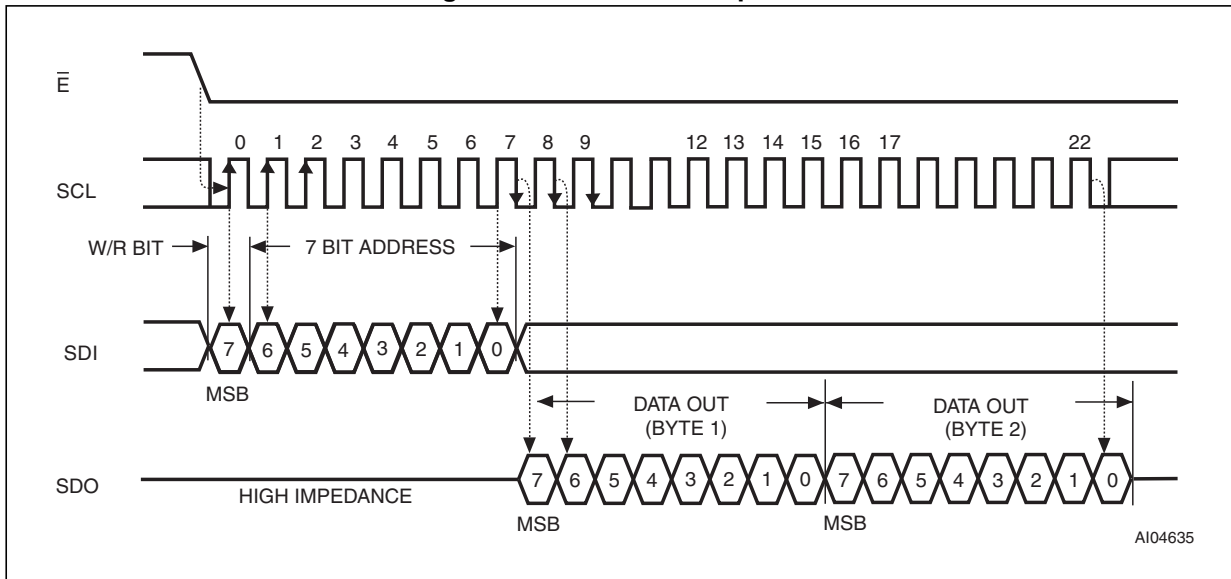 E
0 1 2 3 4 5 6 7 8 9 12 13 14 15 16 17 22
SCL
W/R BIT 7 BIT ADDRESS
SDI 7 6 5 4 3 2 1 0
MSB
DATA OUT
(BYTE 1)
DATA OUT
(BYTE 2)
SDO
HIGH IMPEDANCE
7 6 5 4 3 2 1 0 7 6 5 4 3 2 1 0
MSB MSB
AI04635